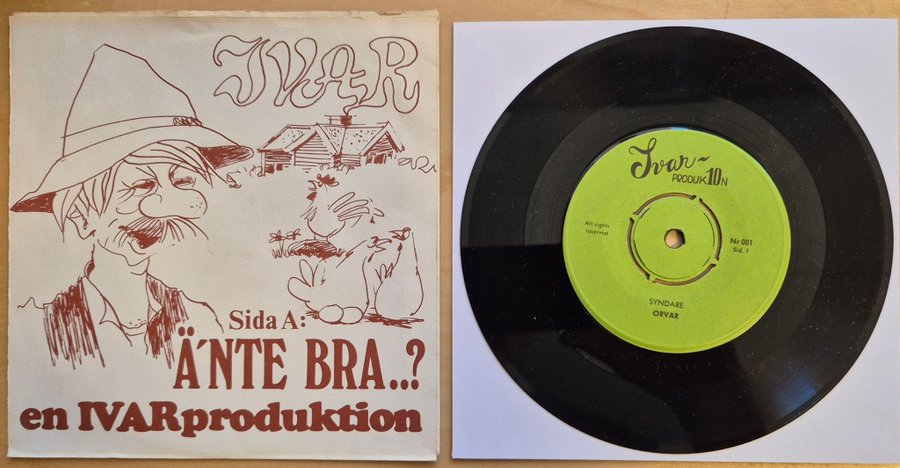 IVAR
Sida A:
Ä'NTE BRA..?
en IVARproduktion
Ivar~
PRODUK10N
All rights
reserved
Nr 001
Sid. 1
SYNDARE
ORVAR